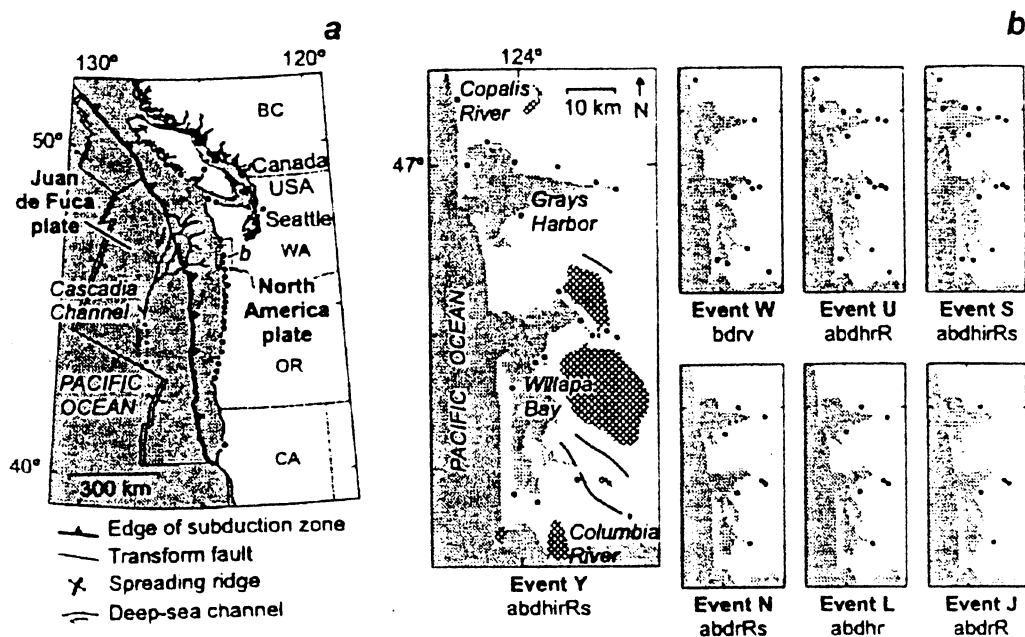 a
130°
120°
BC
50°
Canada
USA
Juan
de Fuca
plate
Seattle
b
WA
Cascadia
Channel
North
America
plate
OR
PACIFIC
OCEAN
CA
40°
300 km
Edge of subduction zone
Transform fault
Spreading ridge
Deep-sea channel
b
124°
Copalis
River
10 km
N
47°
Grays
Harbor
PACIFIC OCEAN
Willapa
Bay
Columbia
River
Event Y
abdhirRs
Event W
bdrv
Event U
abdhrR
Event S
abdhirRs
Event N
abdrRs
Event L
abdhr
Event J
abdrR